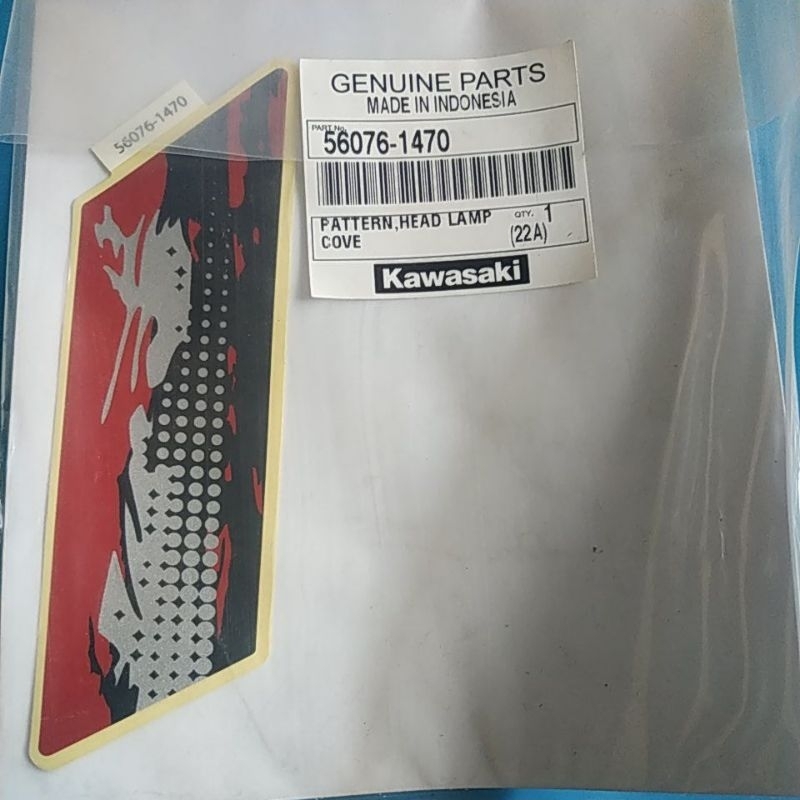 56076-1470
GENUINE PARTS
MADE IN INDONESIA
PART No.
56076-1470
PATTERN,HEAD LAMP QTY. 1
COVE (22A)
Kawasaki